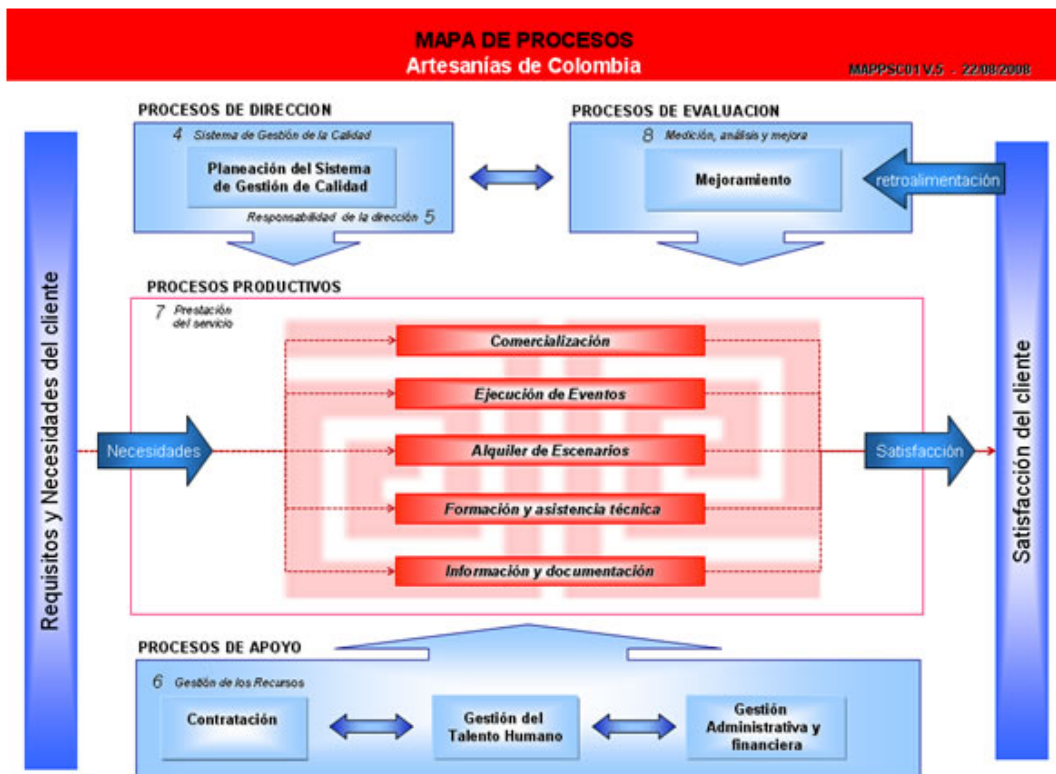 MAPA DE PROCESOS
Artesanías de Colombia
MAPPSC01 V.5 - 22/08/2008
PROCESOS DE DIRECCION
4 Sistema de Gestión de la Calidad
Planeación del Sistema
de Gestión de Calidad
Responsabilidad de la dirección 5
PROCESOS DE EVALUACION
8 Medición, análisis y mejora
Mejoramiento
retroalimentación
Requisitos y Necesidades del cliente
PROCESOS PRODUCTIVOS
7 Prestación
del servicio
Necesidades
Comercialización
Ejecución de Eventos
Alquiler de Escenarios
Formación y asistencia técnica
Información y documentación
Satisfacción
Satisfacción del cliente
PROCESOS DE APOYO
6 Gestión de los Recursos
Contratación
Gestión del
Talento Humano
Gestión
Administrativa y
financiera